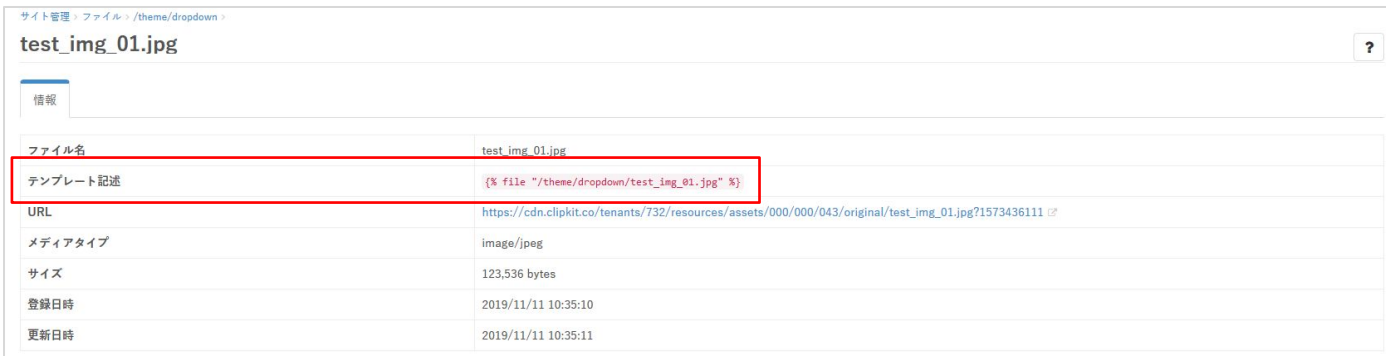 サイト管理 > ファイル > /theme/dropdown >
test_img_01.jpg
?
情報
ファイル名 test_img_01.jpg
テンプレート記述 {% file "/theme/dropdown/test_img_01.jpg" %}
URL https://cdn.clipkit.co/tenants/732/resources/assets/000/000/043/original/test_img_01.jpg?1573436111
メディアタイプ image/jpeg
サイズ 123,536 bytes
登録日時 2019/11/11 10:35:10
更新日時 2019/11/11 10:35:11